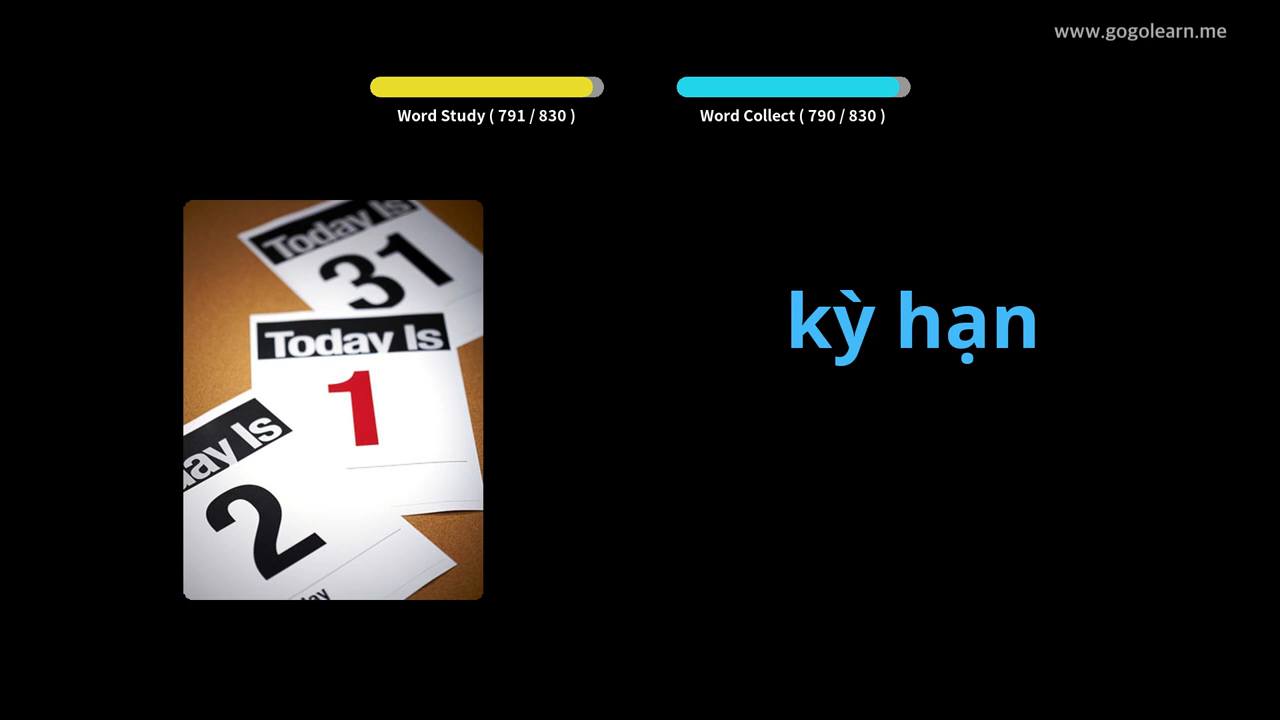 www.gogolearn.me
Word Study ( 791 / 830 )
Word Collect ( 790 / 830 )
Today Is
31
Today Is
1
ay Is
2
ay
kỳ hạn